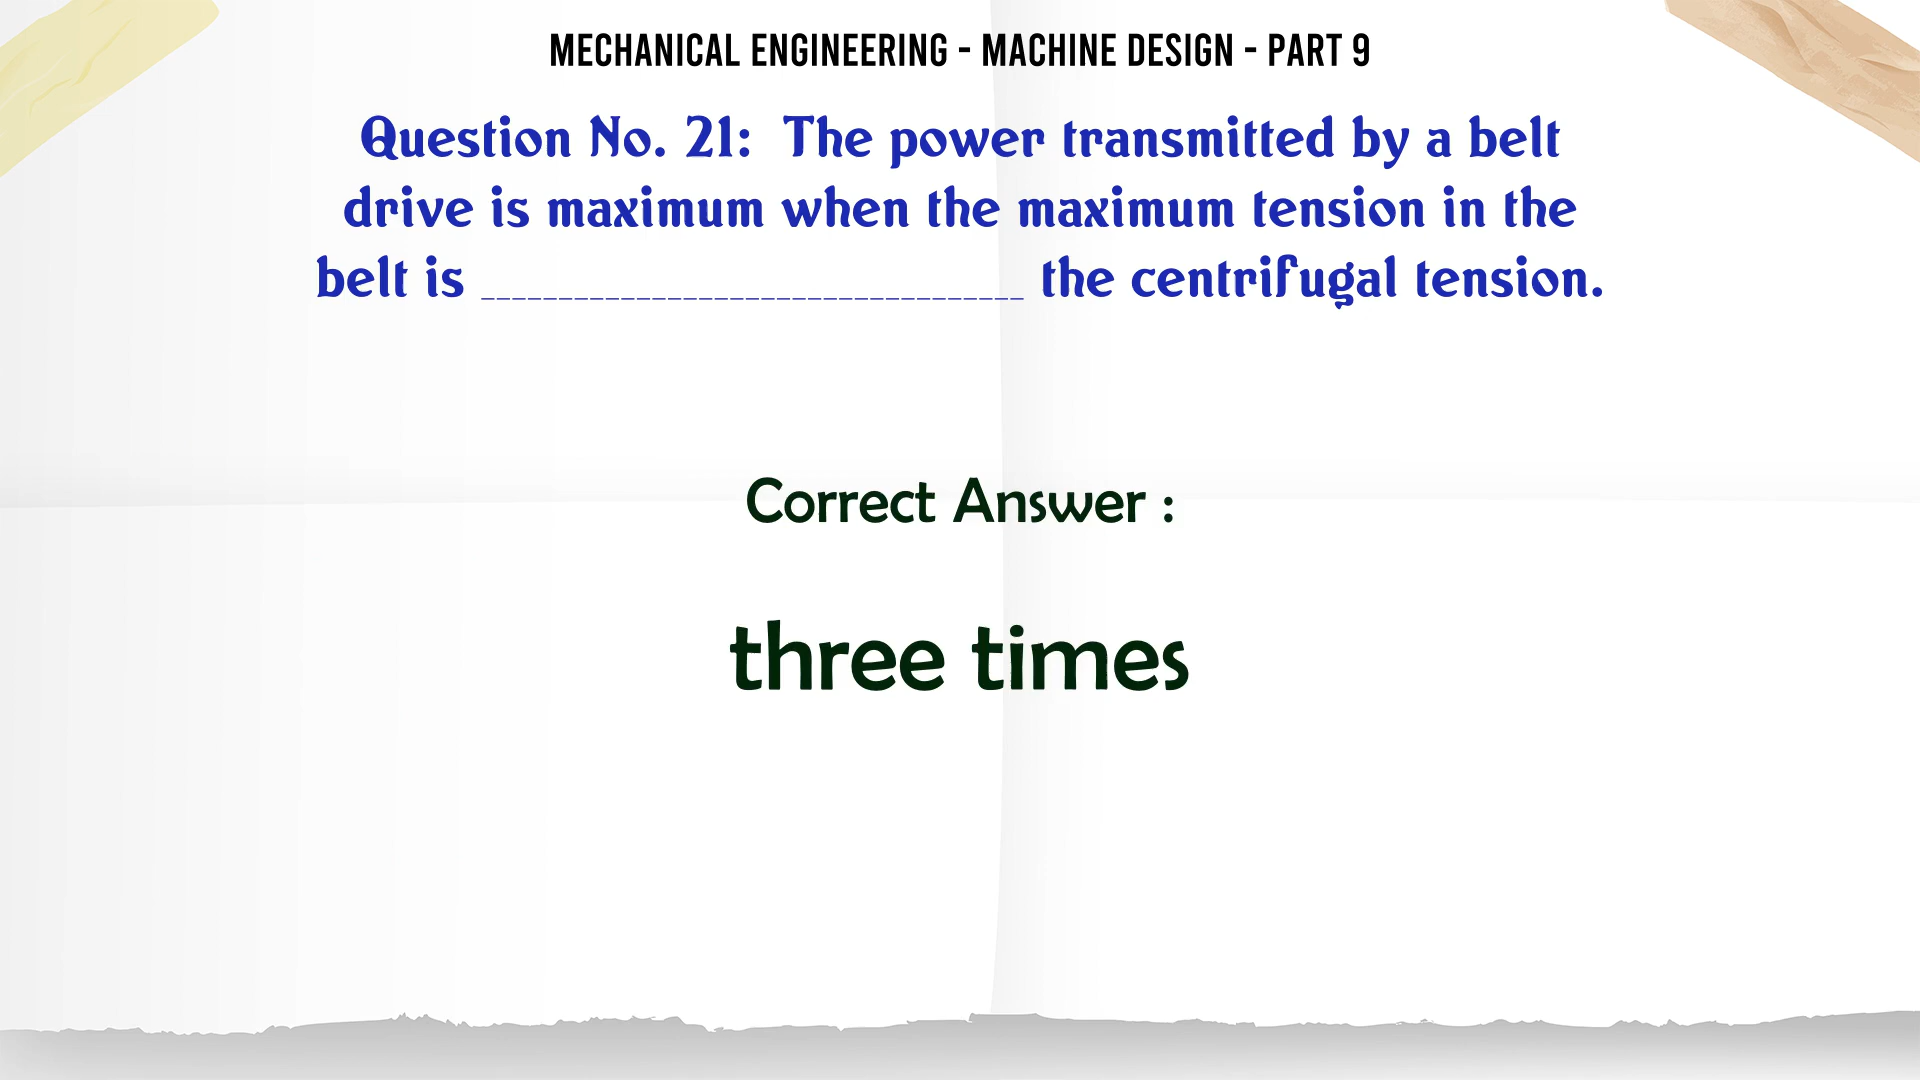 MECHANICAL ENGINEERING - MACHINE DESIGN - PART 9
Question No. 21: The power transmitted by a belt
drive is maximum when the maximum tension in the
belt is ___________________________________ the centrifugal tension.
Correct Answer :
three times